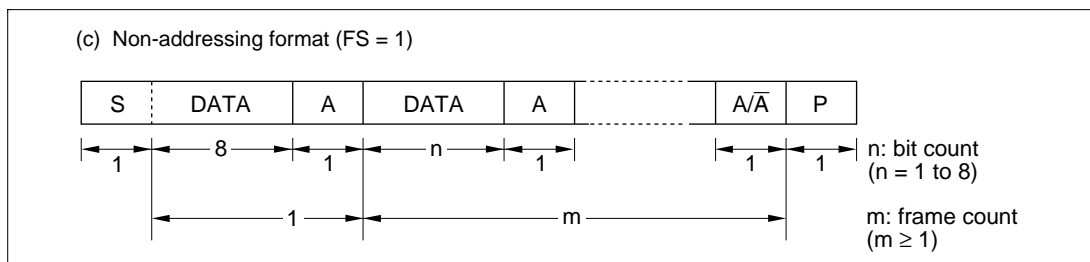 (c) Non-addressing format (FS = 1)
S DATA A DATA A A/A̅ P
1 8 1 n 1 1 1
n: bit count
(n = 1 to 8)
1 m
m: frame count
(m ≥ 1)